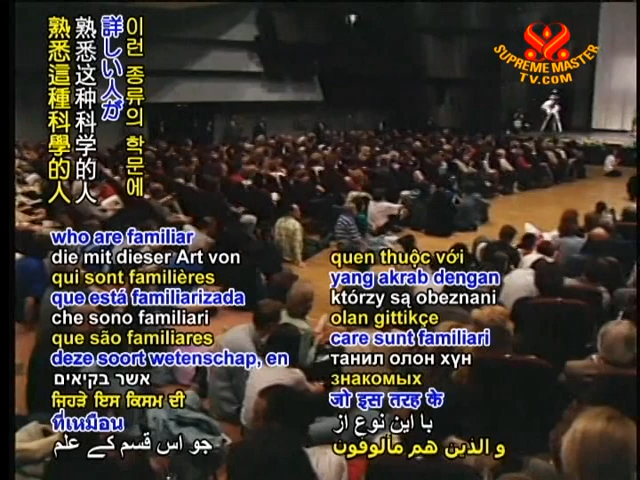 SUPREME MASTER
TV.COM
이런 종류의 학문에
詳しい人が
熟悉这种科学的人
熟悉這種科學的人
who are familiar
die mit dieser Art von
qui sont familières
que está familiarizada
che sono familiari
que são familiares
deze soort wetenschap, en
אשר בקיאים
ਜਿਹੜੇ ਇਸ ਕਿਸਮ ਦੀ
ที่เหมือน
جو اس قسم کے علم
quen thuộc với
yang akrab dengan
którzy są obeznani
olan gittikçe
care sunt familiari
танил олон хүн
знакомых
जो इस तरह के
با این نوع از
و الذين هم مألوفون